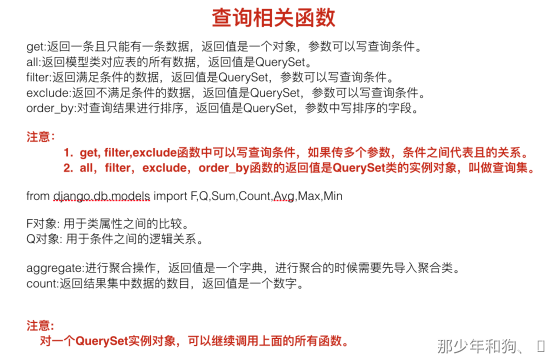 查询相关函数
get:返回一条且只能有一条数据，返回值是一个对象，参数可以写查询条件。
all:返回模型类对应表的所有数据，返回值是QuerySet。
filter:返回满足条件的数据，返回值是QuerySet，参数可以写查询条件。
exclude:返回不满足条件的数据，返回值是QuerySet，参数可以写查询条件。
order_by:对查询结果进行排序，返回值是QuerySet，参数中写排序的字段。
注意：
1. get, filter,exclude函数中可以写查询条件，如果传多个参数，条件之间代表且的关系。
2. all，filter，exclude，order_by函数的返回值是QuerySet类的实例对象，叫做查询集。
from django.db.models import F,Q,Sum,Count,Avg,Max,Min
F对象: 用于类属性之间的比较。
Q对象: 用于条件之间的逻辑关系。
aggregate:进行聚合操作，返回值是一个字典，进行聚合的时候需要先导入聚合类。
count:返回结果集中数据的数目，返回值是一个数字。
注意:
对一个QuerySet实例对象，可以继续调用上面的所有函数。
那少年和狗、